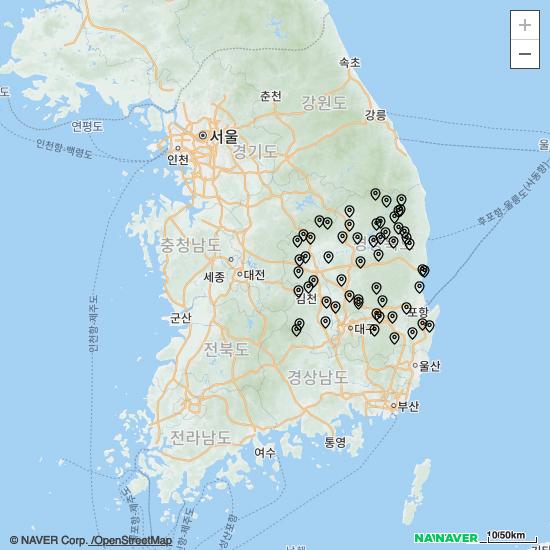 +
−
속초
춘천
강원도
강릉
도
연평도
서울
인천
경기도
인천항-백령도
울
후포항-울릉도(사동항)
충청남도
세종
대전
김천
인천항-제주도
군산
포항
대구
전북도
경상남도
울산
부산
전라남도
여수
통영
© NAVER Corp. /OpenStreetMap
NAVER
10/50km